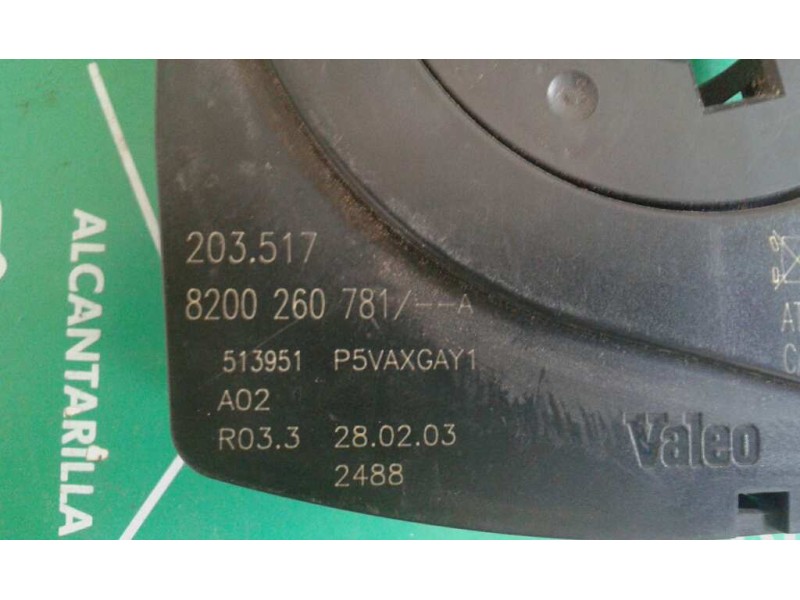 ALCANTARILLA
203.517
8200 260 781/--A
513951 P5VAXGAY1
A02
R03.3 28.02.03
2488
Valeo